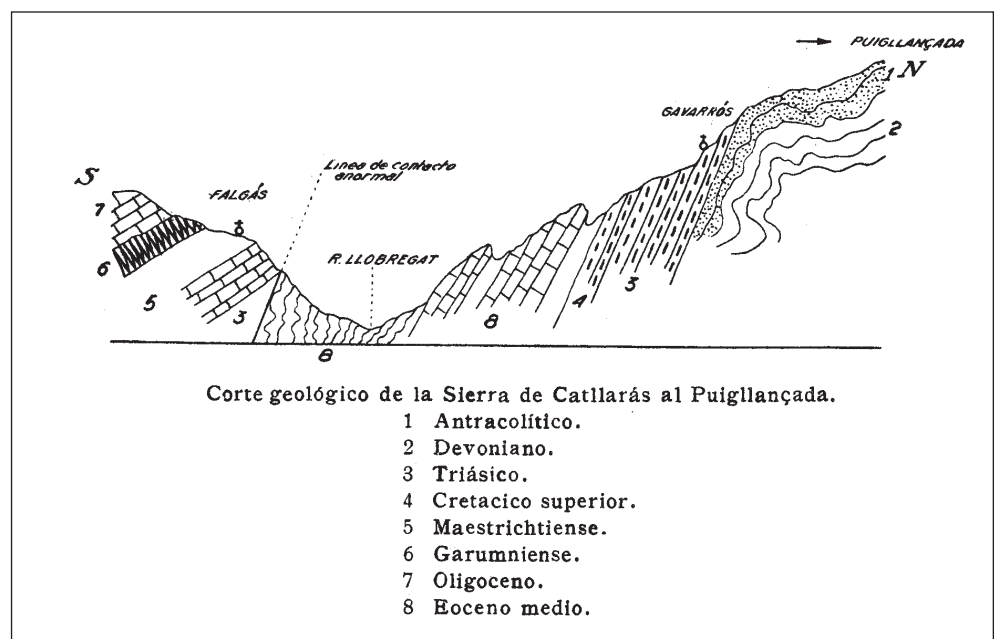 PUIGLLANÇADA
1 N
GAVARRÓS
2
Linea de contacto
anormal
S
FALGÁS
7
R. LLOBREGAT
6
5
3
8
8
4
3
Corte geológico de la Sierra de Catllarás al Puigllançada.
1 Antracolítico.
2 Devoniano.
3 Triásico.
4 Cretacico superior.
5 Maestrichtiense.
6 Garumniense.
7 Oligoceno.
8 Eoceno medio.